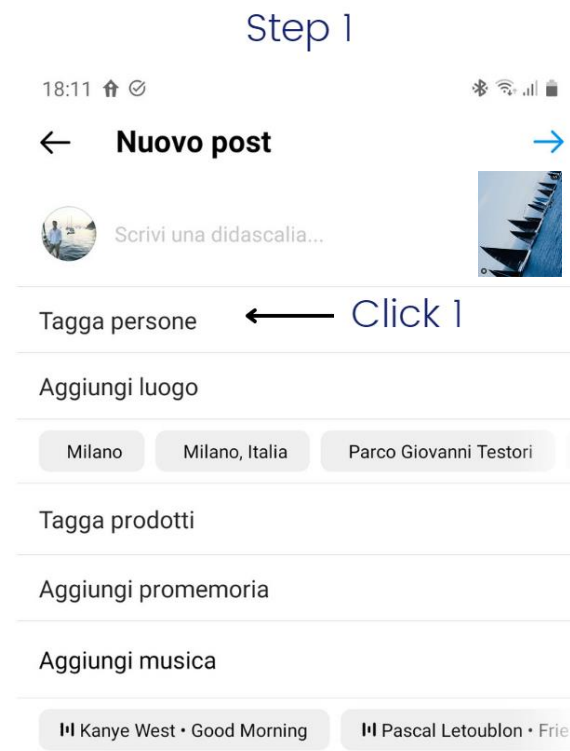 Step 1
18:11
Nuovo post
Scrivi una didascalia...
Tagga persone
Click 1
Aggiungi luogo
Milano
Milano, Italia
Parco Giovanni Testori
Tagga prodotti
Aggiungi promemoria
Aggiungi musica
Kanye West • Good Morning
Pascal Letoublon • Frie